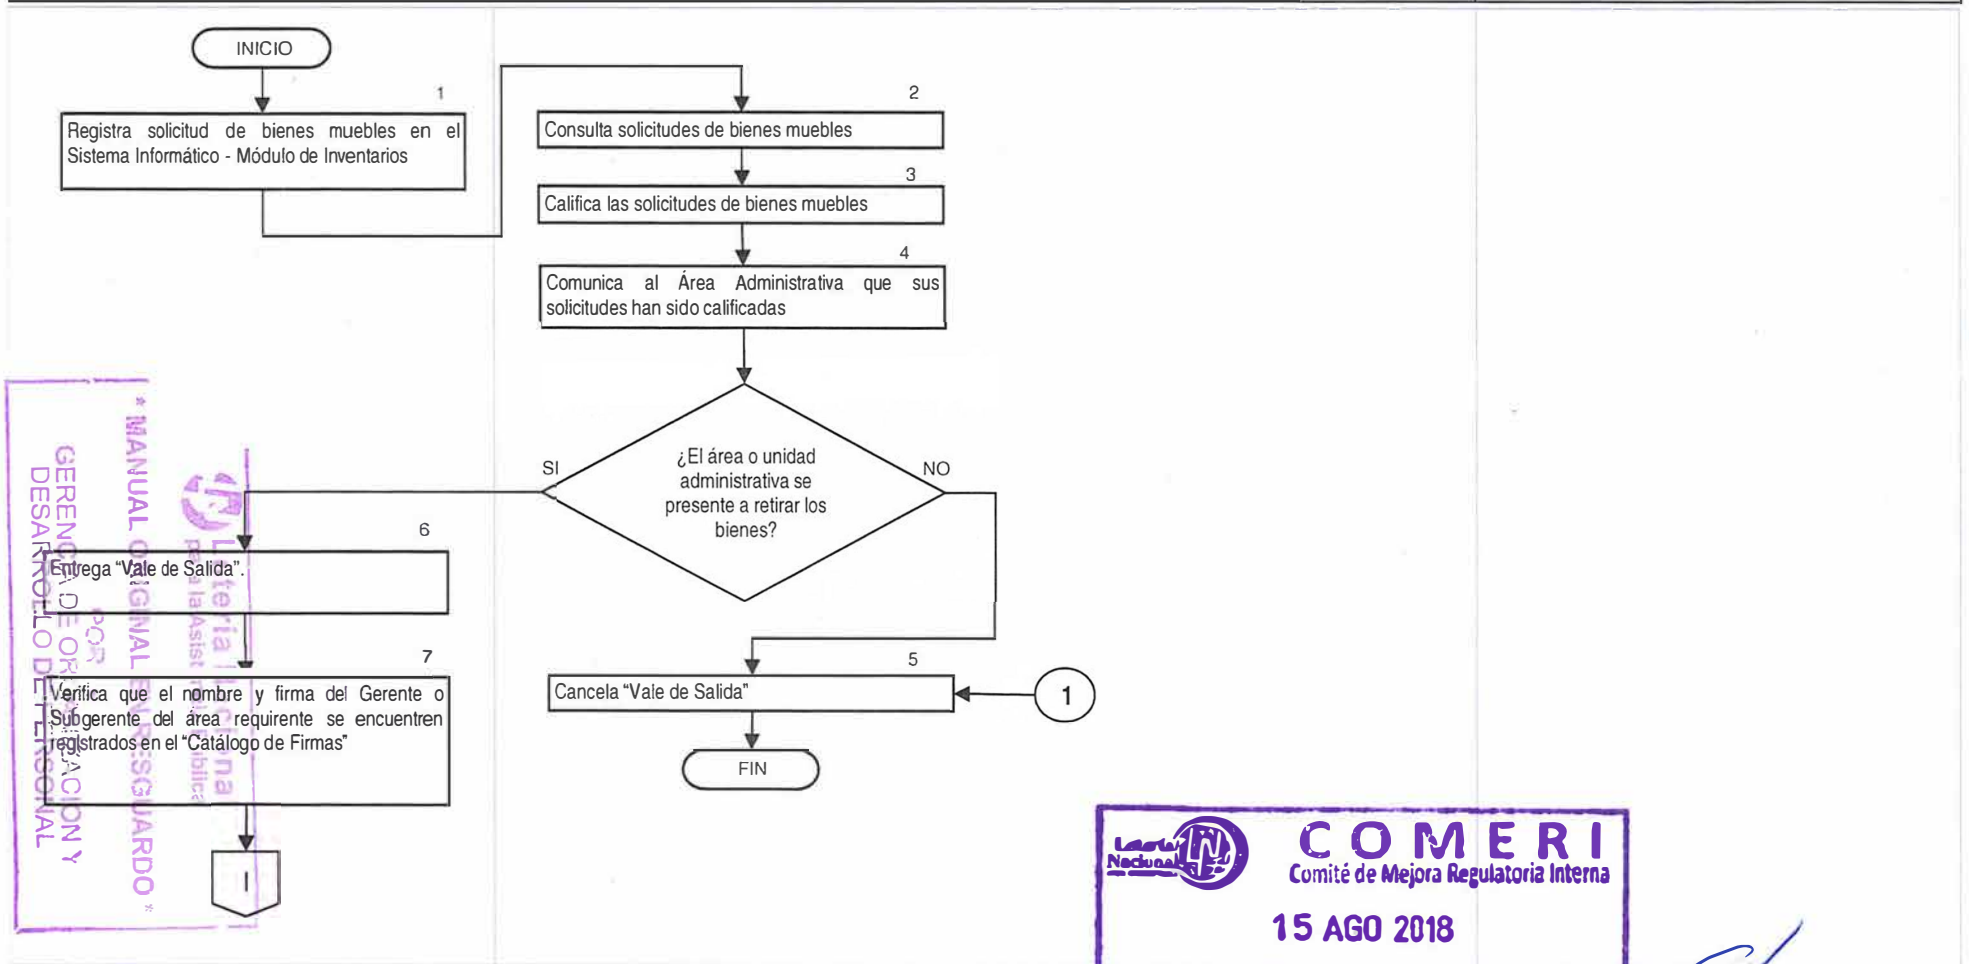 INICIO
1
Registra solicitud de bienes muebles en el
Sistema Informático - Módulo de Inventarios
2
Consulta solicitudes de bienes muebles
3
Califica las solicitudes de bienes muebles
4
Comunica al Área Administrativa que sus
solicitudes han sido calificadas
¿El área o unidad
administrativa se
presente a retirar los
bienes?
SI
NO
6
Entrega “Vale de Salida”.
7
Verifica que el nombre y firma del Gerente o
Subgerente del área requirente se encuentren
registrados en el “Catálogo de Firmas”
I
5
Cancela “Vale de Salida”
1
FIN
* MANUAL ORIGINAL EN RESGUARDO *
POR
GERENCIA DE ORGANIZACION Y
DESARROLLO DE PERSONAL
Nacional
COMERI
Comité de Mejora Regulatoria Interna
15 AGO 2018